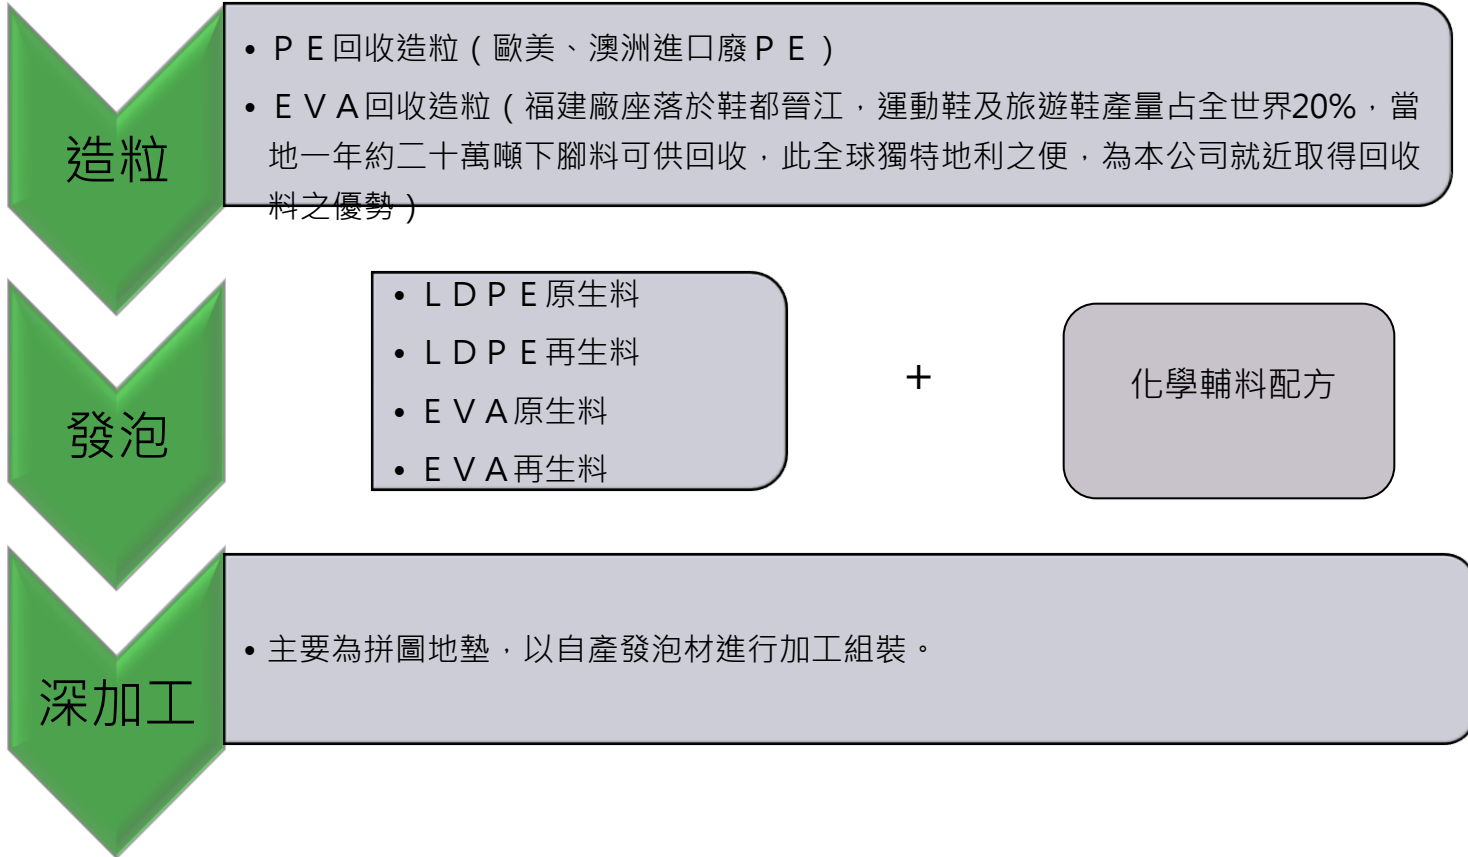 造粒
• ＰＥ回收造粒（歐美、澳洲進口廢ＰＥ）
• ＥＶＡ回收造粒（福建廠座落於鞋都晉江，運動鞋及旅遊鞋產量占全世界20%，當
地一年約二十萬噸下腳料可供回收，此全球獨特地利之便，為本公司就近取得回收
料之優勢）
發泡
• ＬＤＰＥ原生料
• ＬＤＰＥ再生料
• ＥＶＡ原生料
• ＥＶＡ再生料
+
化學輔料配方
深加工
• 主要為拼圖地墊，以自產發泡材進行加工組裝。